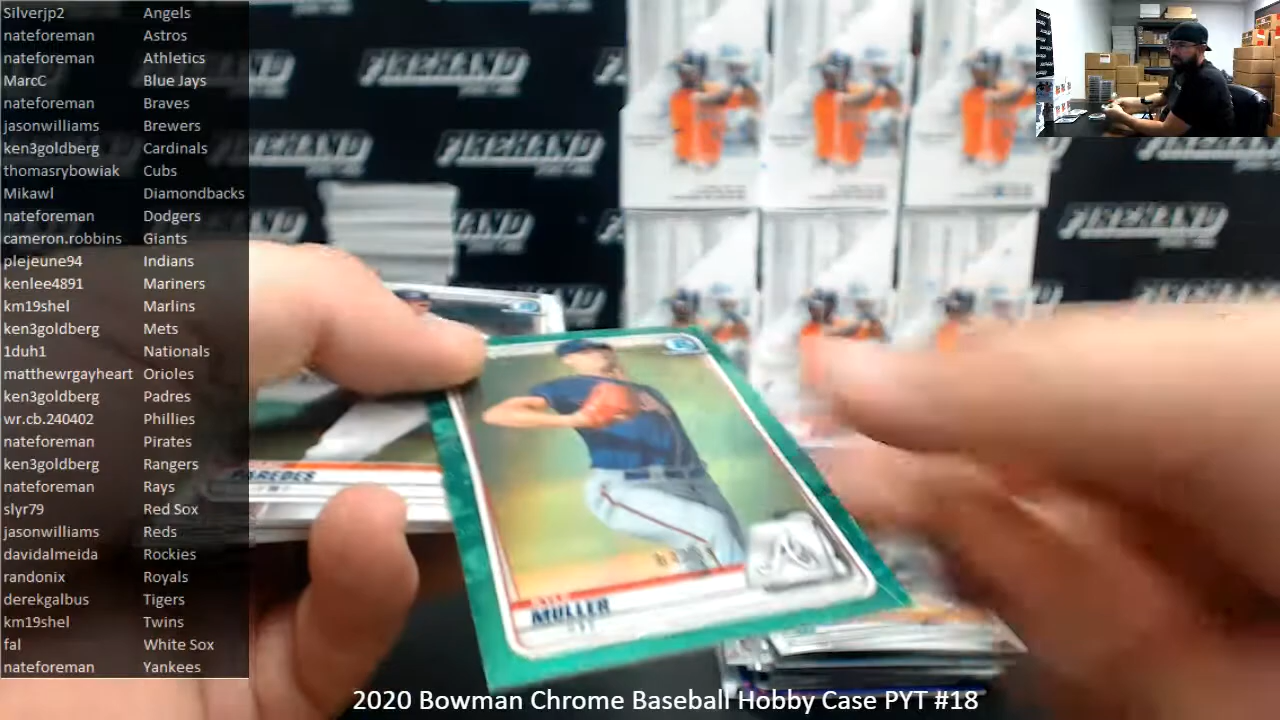 Silverjp2 Angels
nateforeman Astros
nateforeman Athletics
MarcC Blue Jays
nateforeman Braves
jasonwilliams Brewers
ken3goldberg Cardinals
thomasrybowiak Cubs
Mikawl Diamondbacks
nateforeman Dodgers
cameron.robbins Giants
plejeune94 Indians
kenlee4891 Mariners
km19shel Marlins
ken3goldberg Mets
1duh1 Nationals
matthewrgayheart Orioles
ken3goldberg Padres
wr.cb.240402 Phillies
nateforeman Pirates
ken3goldberg Rangers
nateforeman Rays
slyr79 Red Sox
jasonwilliams Reds
davidalmeida Rockies
randonix Royals
derekgalbus Tigers
km19shel Twins
fal White Sox
nateforeman Yankees
FIREHAND
FIREHAND
FIREHAND
FIREHAND
PAREDES
MULLER
2020 Bowman Chrome Baseball Hobby Case PYT #18